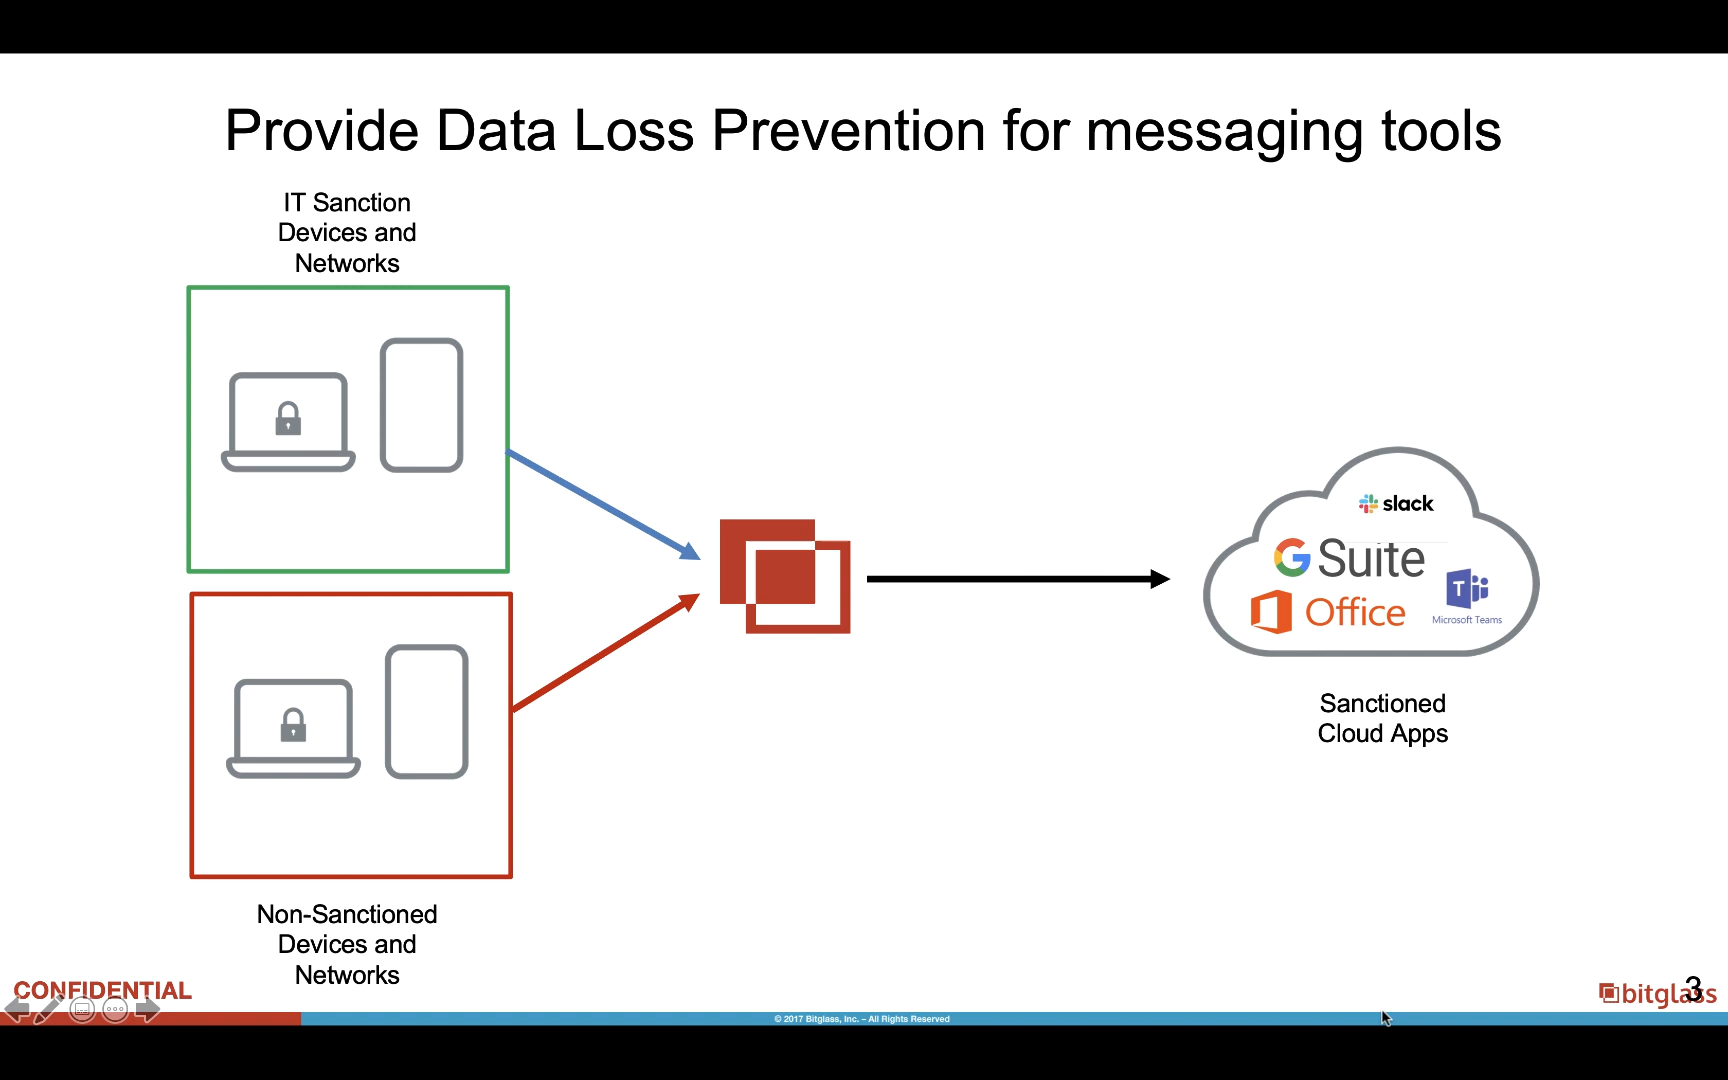 Provide Data Loss Prevention for messaging tools
IT Sanction
Devices and
Networks
slack
G Suite
Office
T
Microsoft Teams
Sanctioned
Cloud Apps
Non-Sanctioned
Devices and
Networks
CONFIDENTIAL
bitglass
3
© 2017 Bitglass, Inc. – All Rights Reserved